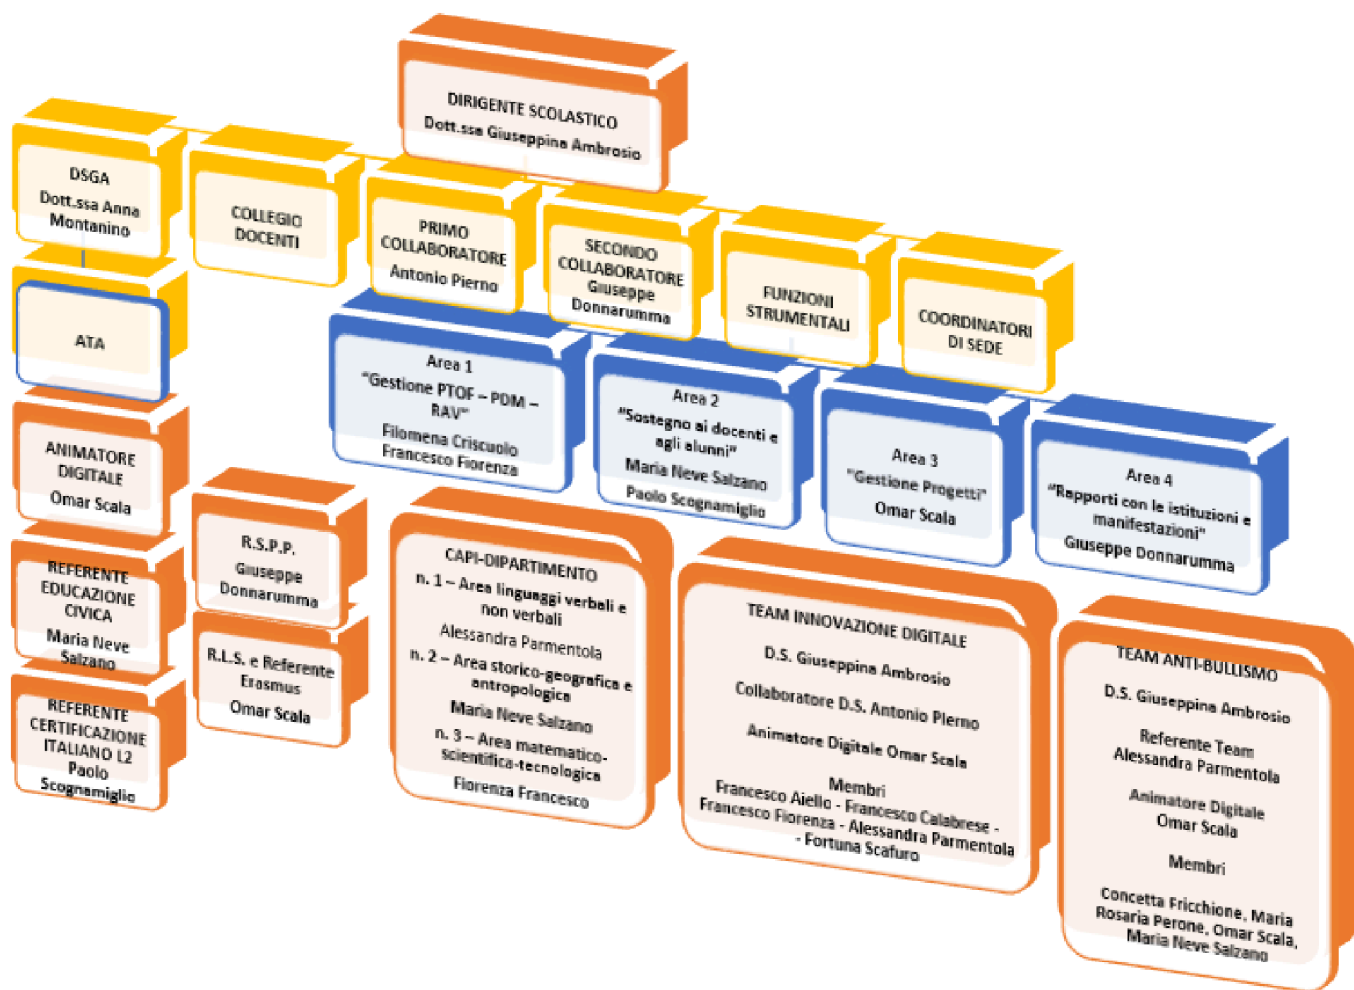 DIRIGENTE SCOLASTICO
Dott.ssa Giuseppina Ambrosio
DSGA
Dott.ssa Anna
Montanino
COLLEGIO
DOCENTI
PRIMO
COLLABORATORE
Antonio Pierno
SECONDO
COLLABORATORE
Giuseppe
Donnarumma
FUNZIONI
STRUMENTALI
COORDINATORI
DI SEDE
ATA
Area 1
“Gestione PTOF – PDM –
RAV”
Filomena Criscuolo
Francesco Fiorenza
Area 2
“Sostegno ai docenti e
agli alunni”
Maria Neve Salzano
Paolo Scognamiglio
Area 3
"Gestione Progetti"
Omar Scala
Area 4
“Rapporti con le istituzioni e
manifestazioni”
Giuseppe Donnarumma
ANIMATORE
DIGITALE
Omar Scala
REFERENTE
EDUCAZIONE
CIVICA
Maria Neve
Salzano
REFERENTE
CERTIFICAZIONE
ITALIANO L2
Paolo
Scognamiglio
R.S.P.P.
Giuseppe
Donnarumma
R.L.S. e Referente
Erasmus
Omar Scala
CAPI-DIPARTIMENTO
n. 1 – Area linguaggi verbali e
non verbali
Alessandra Parmentola
n. 2 – Area storico-geografica e
antropologica
Maria Neve Salzano
n. 3 – Area matematico-
scientifica-tecnologica
Fiorenza Francesco
TEAM INNOVAZIONE DIGITALE
D.S. Giuseppina Ambrosio
Collaboratore D.S. Antonio Pierno
Animatore Digitale Omar Scala
Membri
Francesco Aiello - Francesco Calabrese -
Francesco Fiorenza - Alessandra Parmentola
- Fortuna Scafuro
TEAM ANTI-BULLISMO
D.S. Giuseppina Ambrosio
Referente Team
Alessandra Parmentola
Animatore Digitale
Omar Scala
Membri
Concetta Fricchione, Maria
Rosaria Perone, Omar Scala,
Maria Neve Salzano